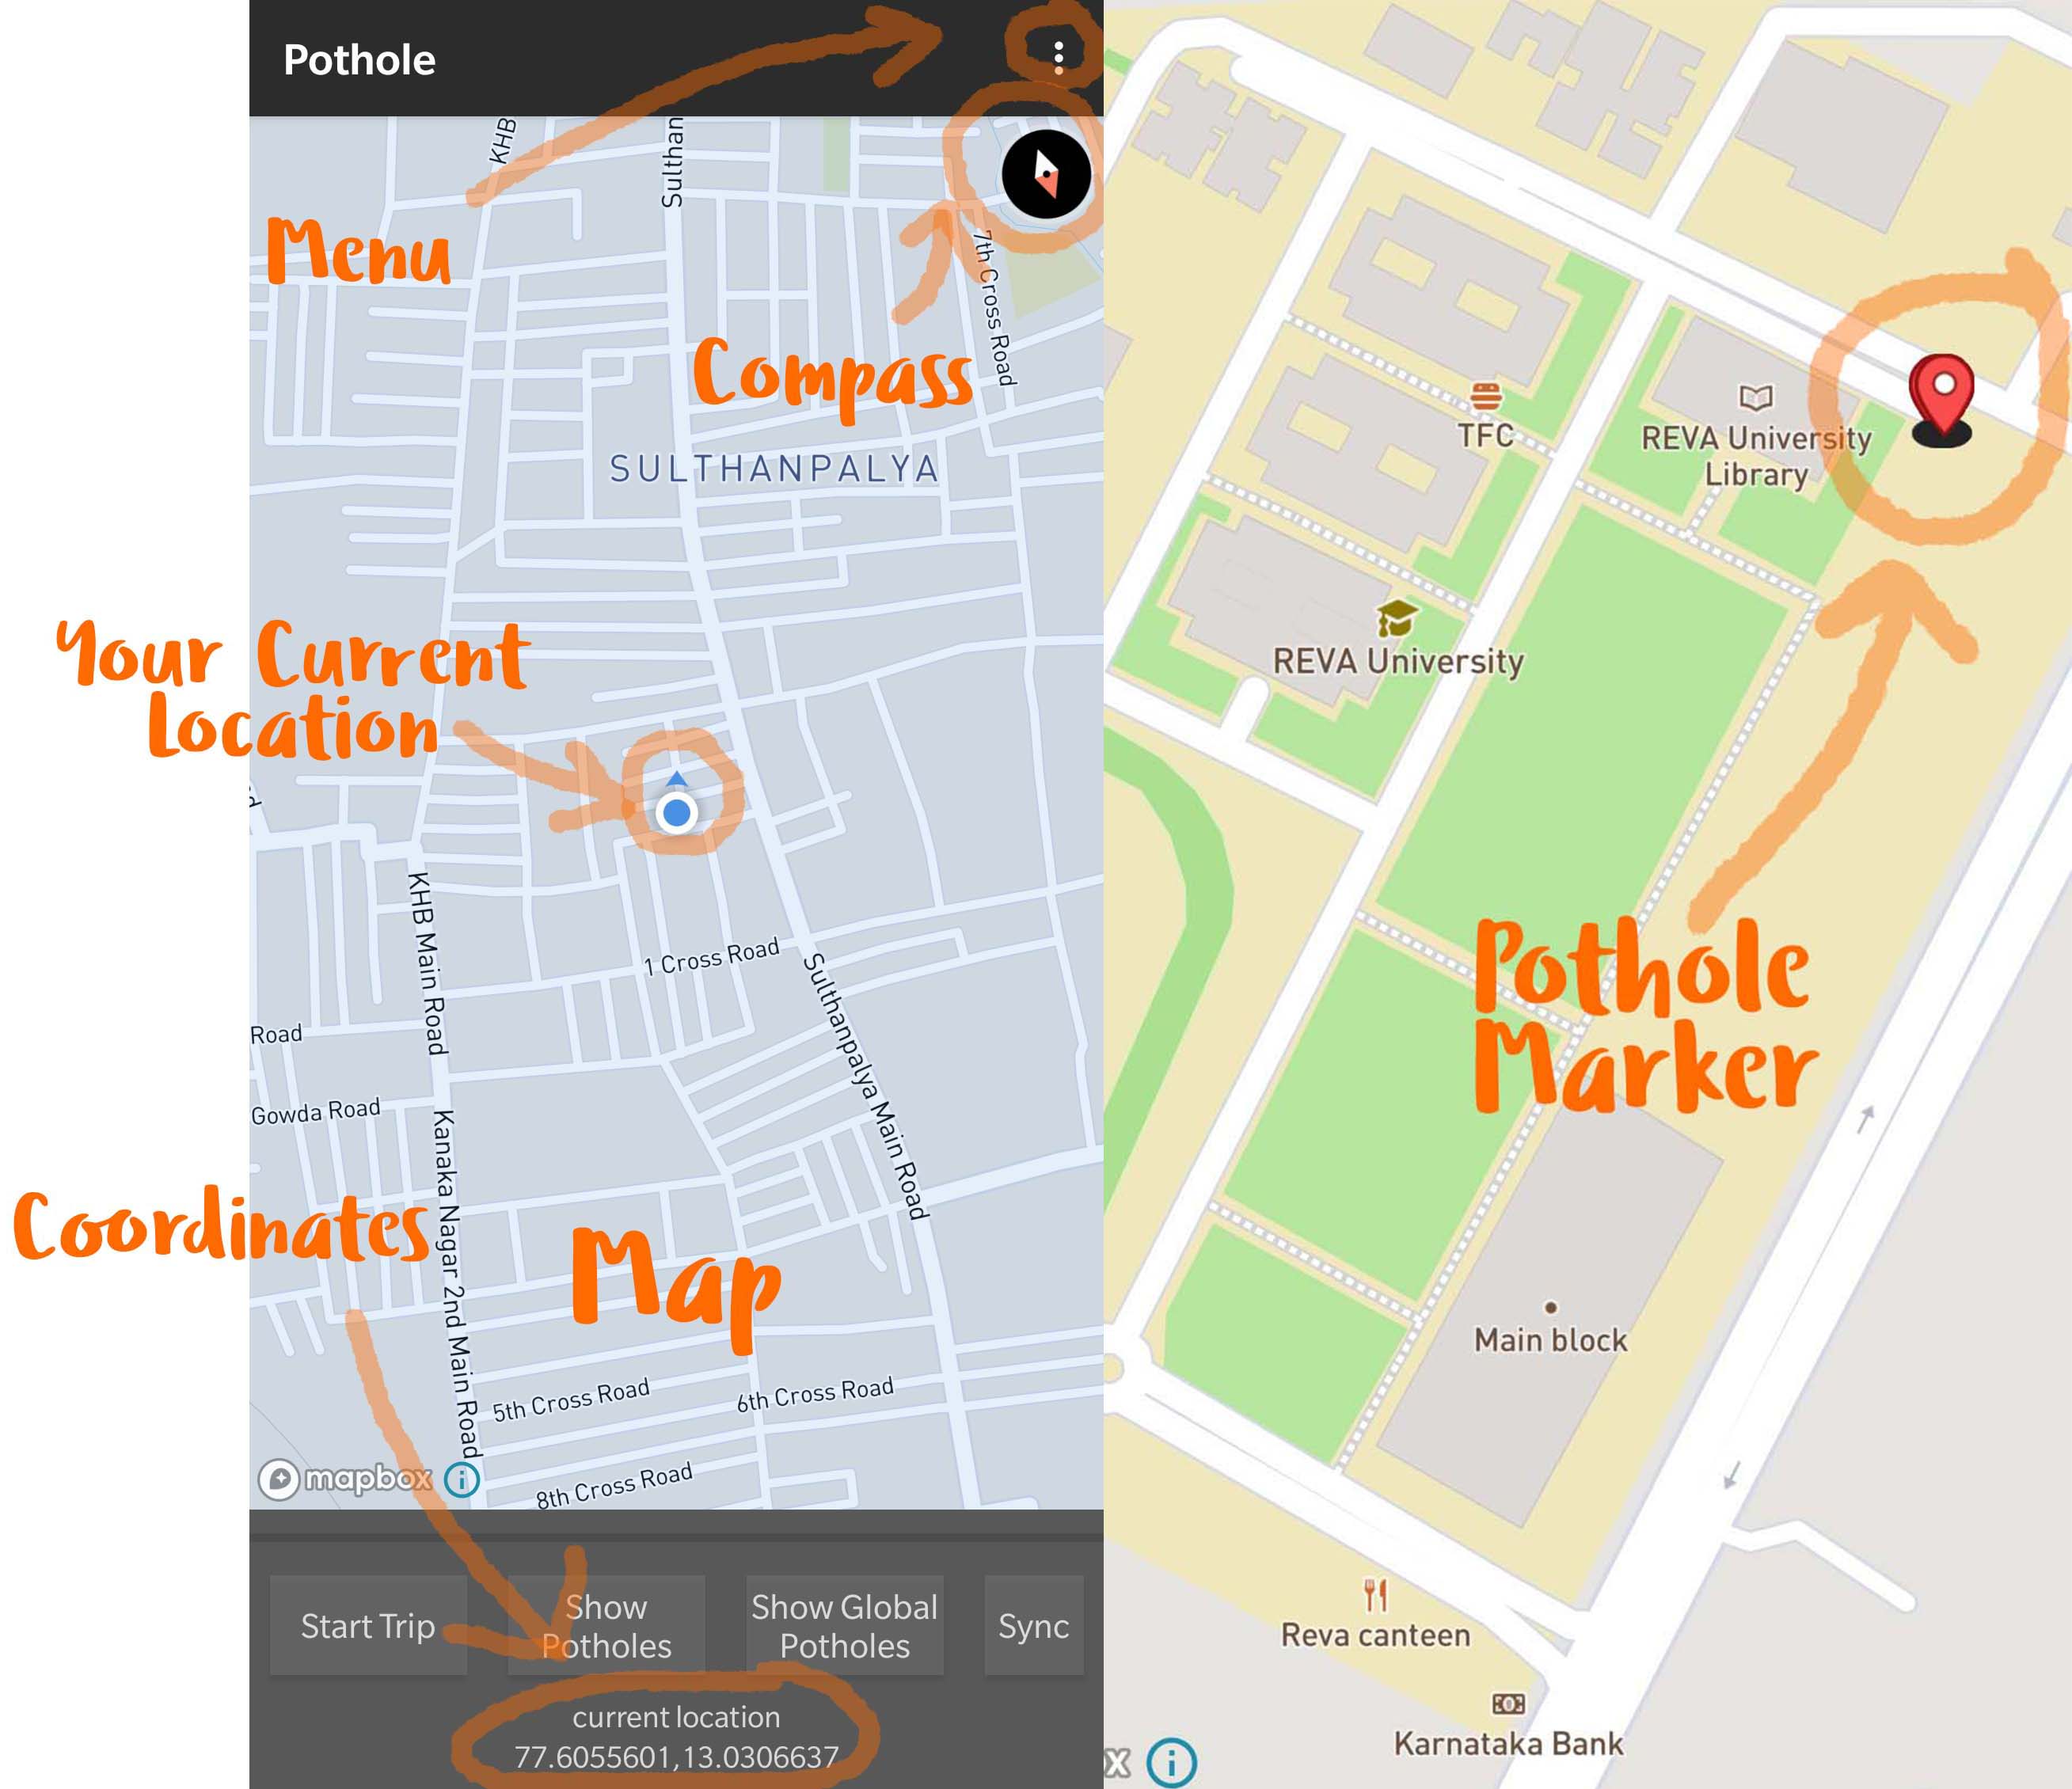 Pothole
KHB
Sulthan
Menu
7th Cross Road
Compass
SULTHANPALYA
Your Current
Location
KHB Main Road
1 Cross Road
Sulthanpalya Main Road
Road
Gowda Road
Kanaka Nagar 2nd Main Road
Coordinates
Map
5th Cross Road
6th Cross Road
8th Cross Road
mapbox
Start Trip
Show
Potholes
Show Global
Potholes
Sync
current location
77.6055601,13.0306637
TFC
REVA University
Library
REVA University
Pothole
Marker
Main block
Reva canteen
Karnataka Bank
x